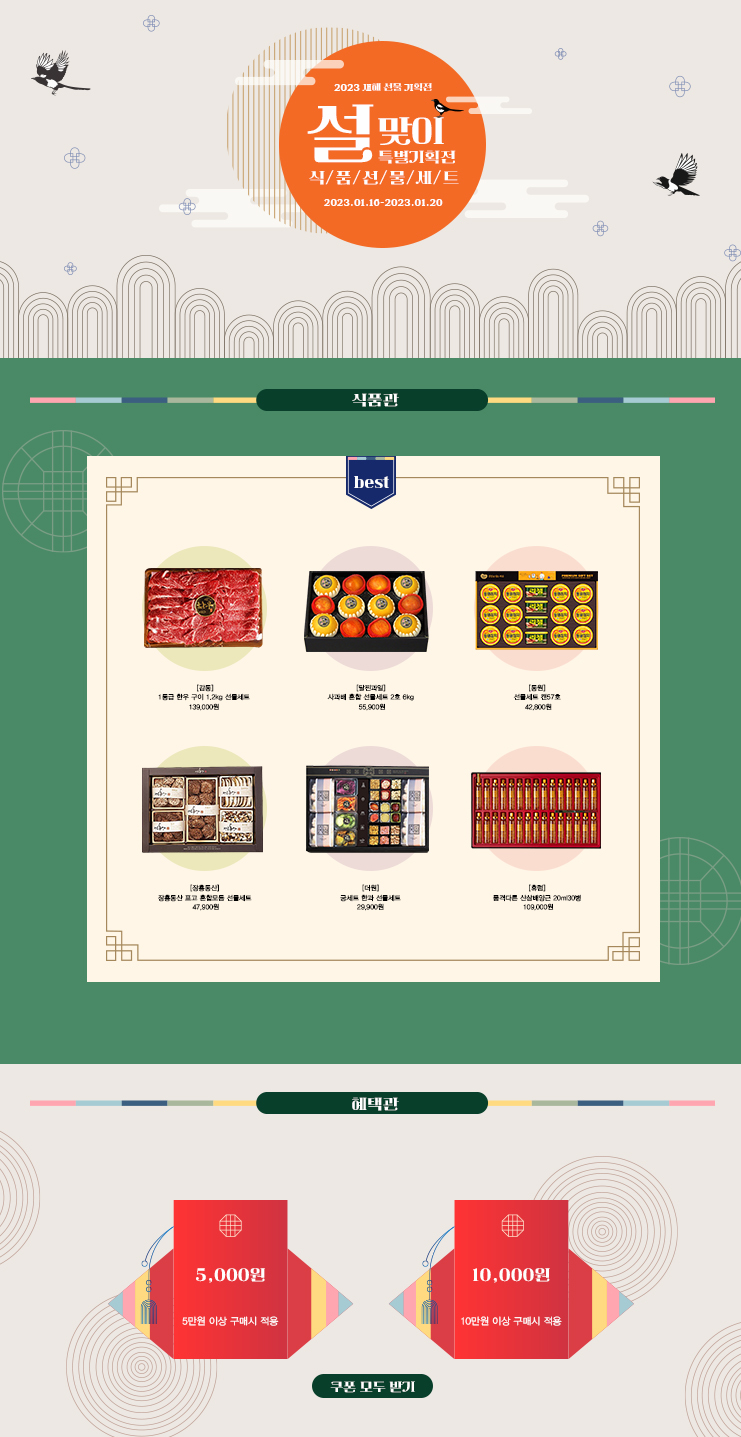 2023 새해 선물 기획전
설 맞이
특별기획전
식/품/선/물/세/트
2023.01.16-2023.01.20
식품관
best
[감동]
1등급 한우 구이 1,2kg 선물세트
139,000원
[달핀과일]
사과배 혼합 선물세트 2호 6kg
55,900원
[동원]
선물세트 캔57호
42,800원
[장흥동산]
장흥동산 표고 혼합모듬 선물세트
47,900원
[더원]
궁세트 한과 선물세트
29,900원
[휴럼]
품격다른 산삼배양근 20ml30병
109,000원
혜택관
5,000원
5만원 이상 구매시 적용
10,000원
10만원 이상 구매시 적용
쿠폰 모두 받기